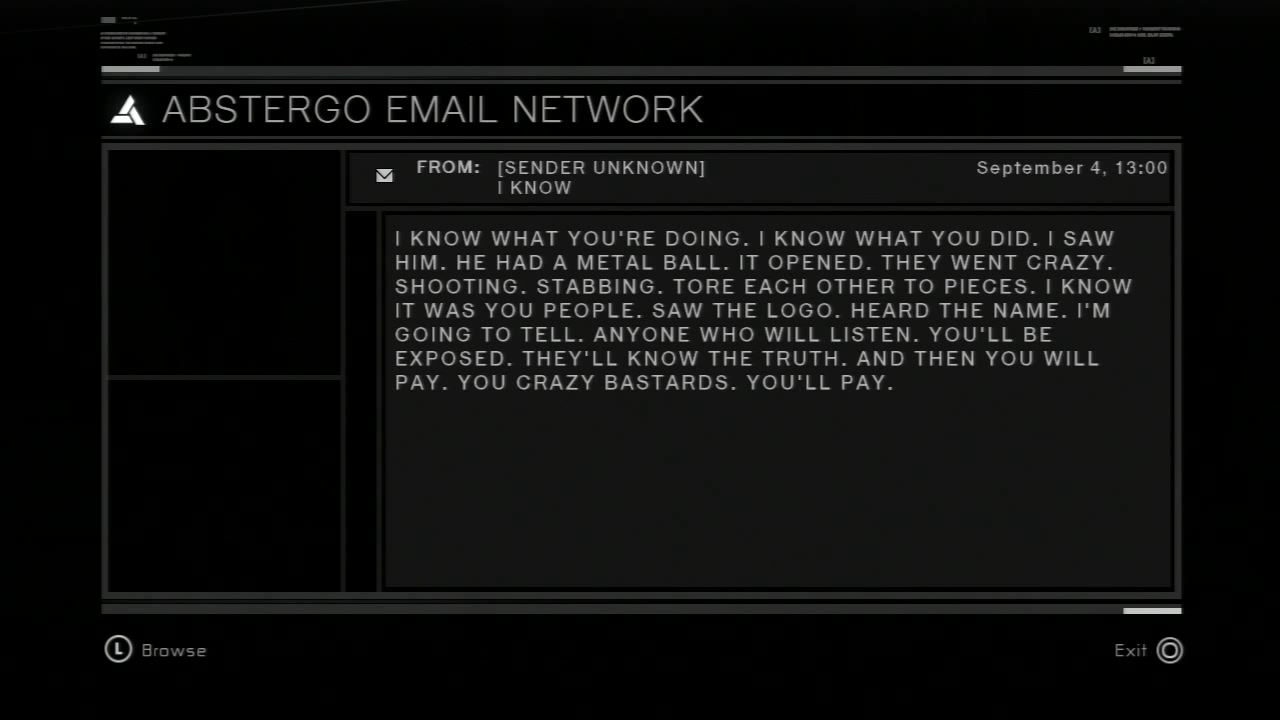 ABSTERGO EMAIL NETWORK
FROM: [SENDER UNKNOWN] September 4, 13:00
I KNOW
I KNOW WHAT YOU'RE DOING. I KNOW WHAT YOU DID. I SAW
HIM. HE HAD A METAL BALL. IT OPENED. THEY WENT CRAZY.
SHOOTING. STABBING. TORE EACH OTHER TO PIECES. I KNOW
IT WAS YOU PEOPLE. SAW THE LOGO. HEARD THE NAME. I'M
GOING TO TELL. ANYONE WHO WILL LISTEN. YOU'LL BE
EXPOSED. THEY'LL KNOW THE TRUTH. AND THEN YOU WILL
PAY. YOU CRAZY BASTARDS. YOU'LL PAY.
L Browse
Exit